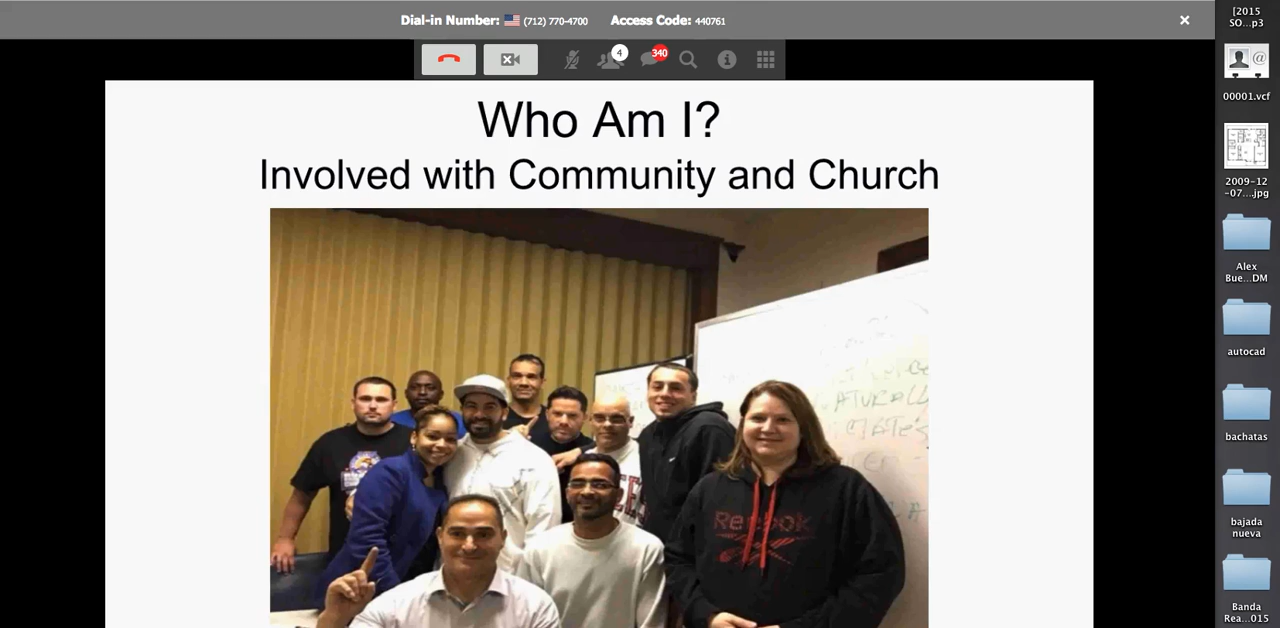 Dial-in Number: (712) 770-4700 Access Code: 440761
4
340
Who Am I?
Involved with Community and Church
Reebok
[2015
SO...p3
00001.vcf
2009-12
-07....jpg
Alex
Bue...DM
autocad
bachatas
bajada
nueva
Banda
Rea...015